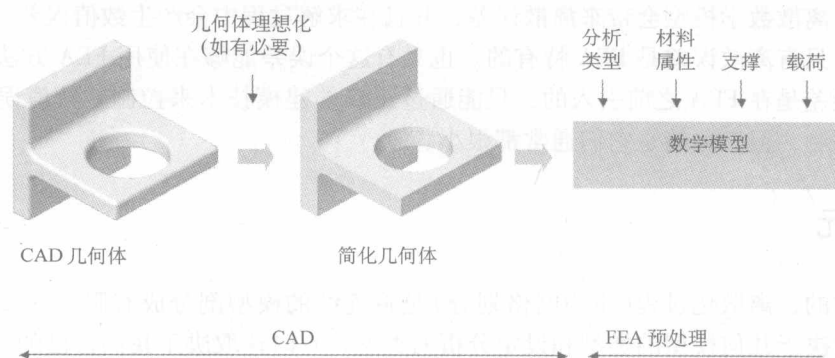 几何体理想化
(如有必要)
分析
类型
材料
属性
支撑
载荷
数学模型
CAD 几何体
简化几何体
CAD
FEA 预处理